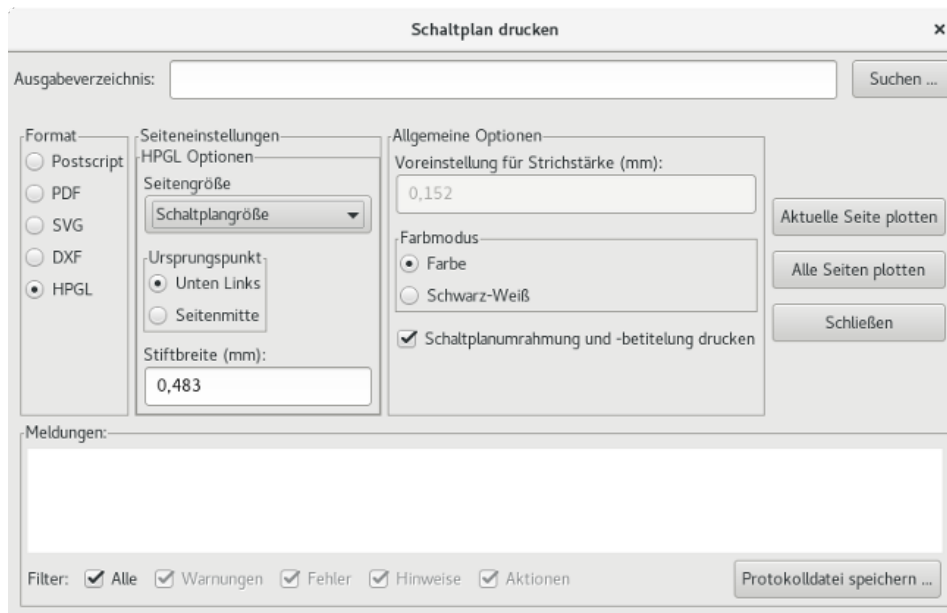 Schaltplan drucken
Ausgabeverzeichnis:
Suchen ...
Format
Postscript
PDF
SVG
DXF
HPGL
Seiteneinstellungen
HPGL Optionen
Seitengröße
Schaltplangröße
Ursprungspunkt
Unten Links
Seitenmitte
Stiftbreite (mm):
0,483
Allgemeine Optionen
Voreinstellung für Strichstärke (mm):
0,152
Farbmodus
Farbe
Schwarz-Weiß
Schaltplanumrahmung und -betitelung drucken
Aktuelle Seite plotten
Alle Seiten plotten
Schließen
Meldungen:
Filter: Alle Warnungen Fehler Hinweise Aktionen
Protokolldatei speichern ...